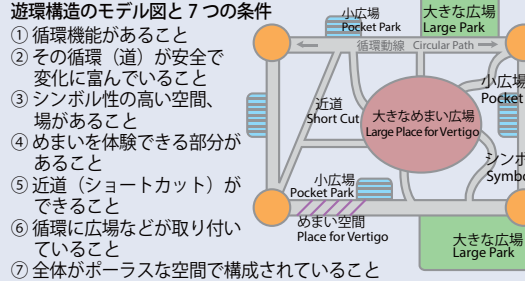 遊環構造のモデル図と7つの条件
① 循環機能があること
② その循環（道）が安全で
変化に富んでいること
③ シンボル性の高い空間、
場があること
④ めまいを体験できる部分が
あること
⑤ 近道（ショートカット）が
できること
⑥ 循環に広場などが取り付い
ていること
⑦ 全体がポーラスな空間で構成されていること
小広場
Pocket Park
大きな広場
Large Park
循環動線 Circular Path
小広場
Pocket
近道
Short Cut
大きなめまい広場
Large Place for Vertigo
シンボ
Symbo
小広場
Pocket Park
めまい空間
Place for Vertigo
大きな広場
Large Park